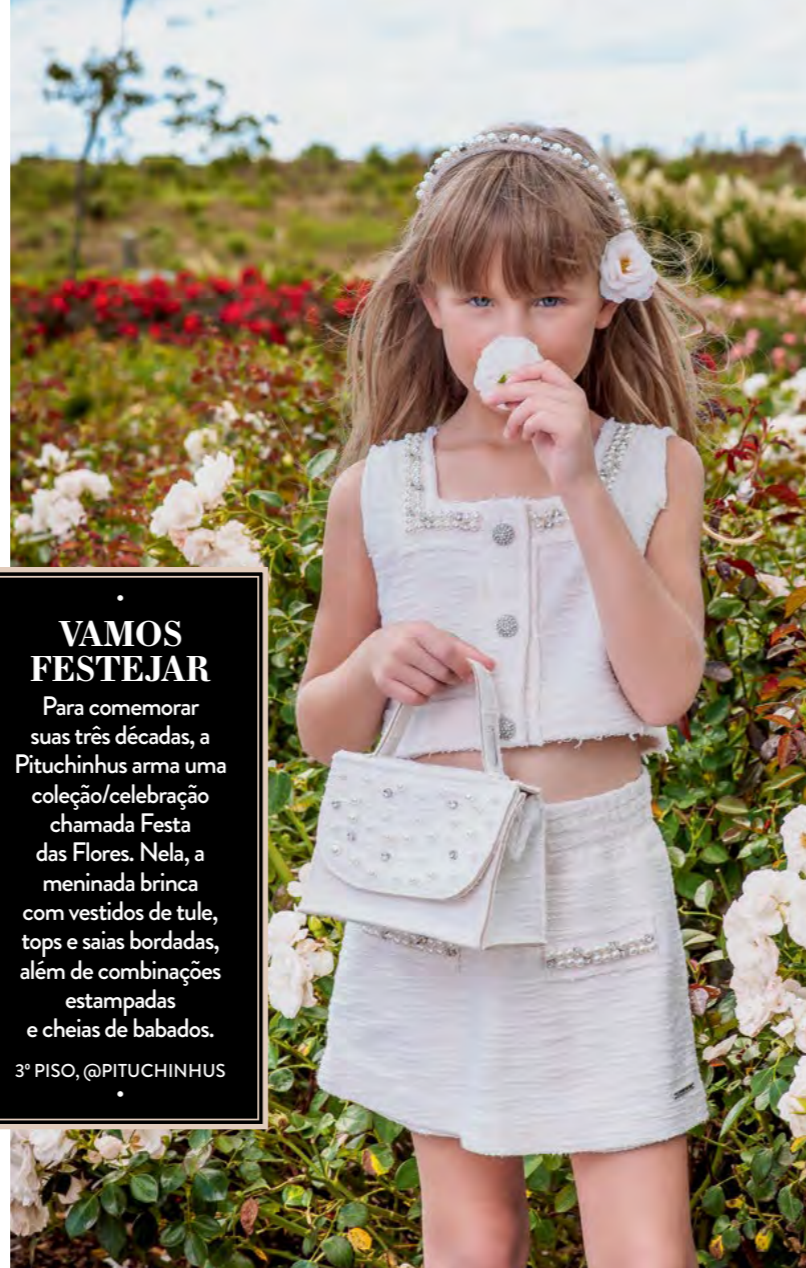 VAMOS
FESTEJAR
Para comemorar
suas três décadas, a
Pituchinhus arma uma
coleção/celebração
chamada Festa
das Flores. Nela, a
meninada brinca
com vestidos de tule,
tops e saias bordadas,
além de combinações
estampadas
e cheias de babados.
3º PISO, @PITUCHINHUS